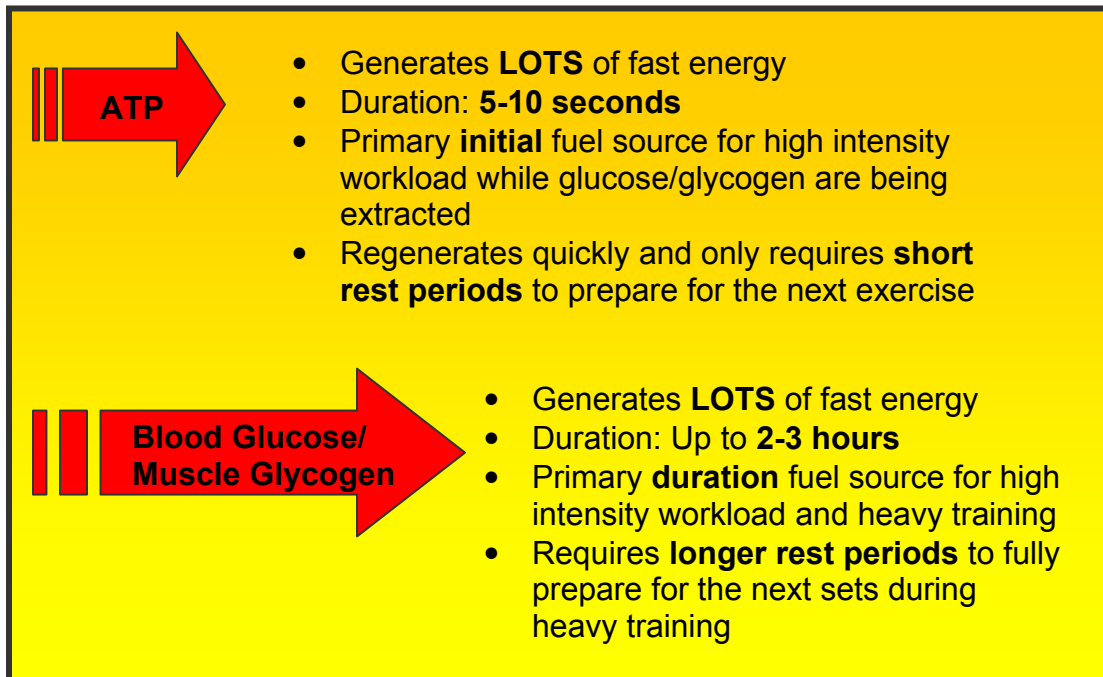 ATP
• Generates LOTS of fast energy
• Duration: 5-10 seconds
• Primary initial fuel source for high intensity
workload while glucose/glycogen are being
extracted
• Regenerates quickly and only requires short
rest periods to prepare for the next exercise
Blood Glucose/
Muscle Glycogen
• Generates LOTS of fast energy
• Duration: Up to 2-3 hours
• Primary duration fuel source for high
intensity workload and heavy training
• Requires longer rest periods to fully
prepare for the next sets during
heavy training